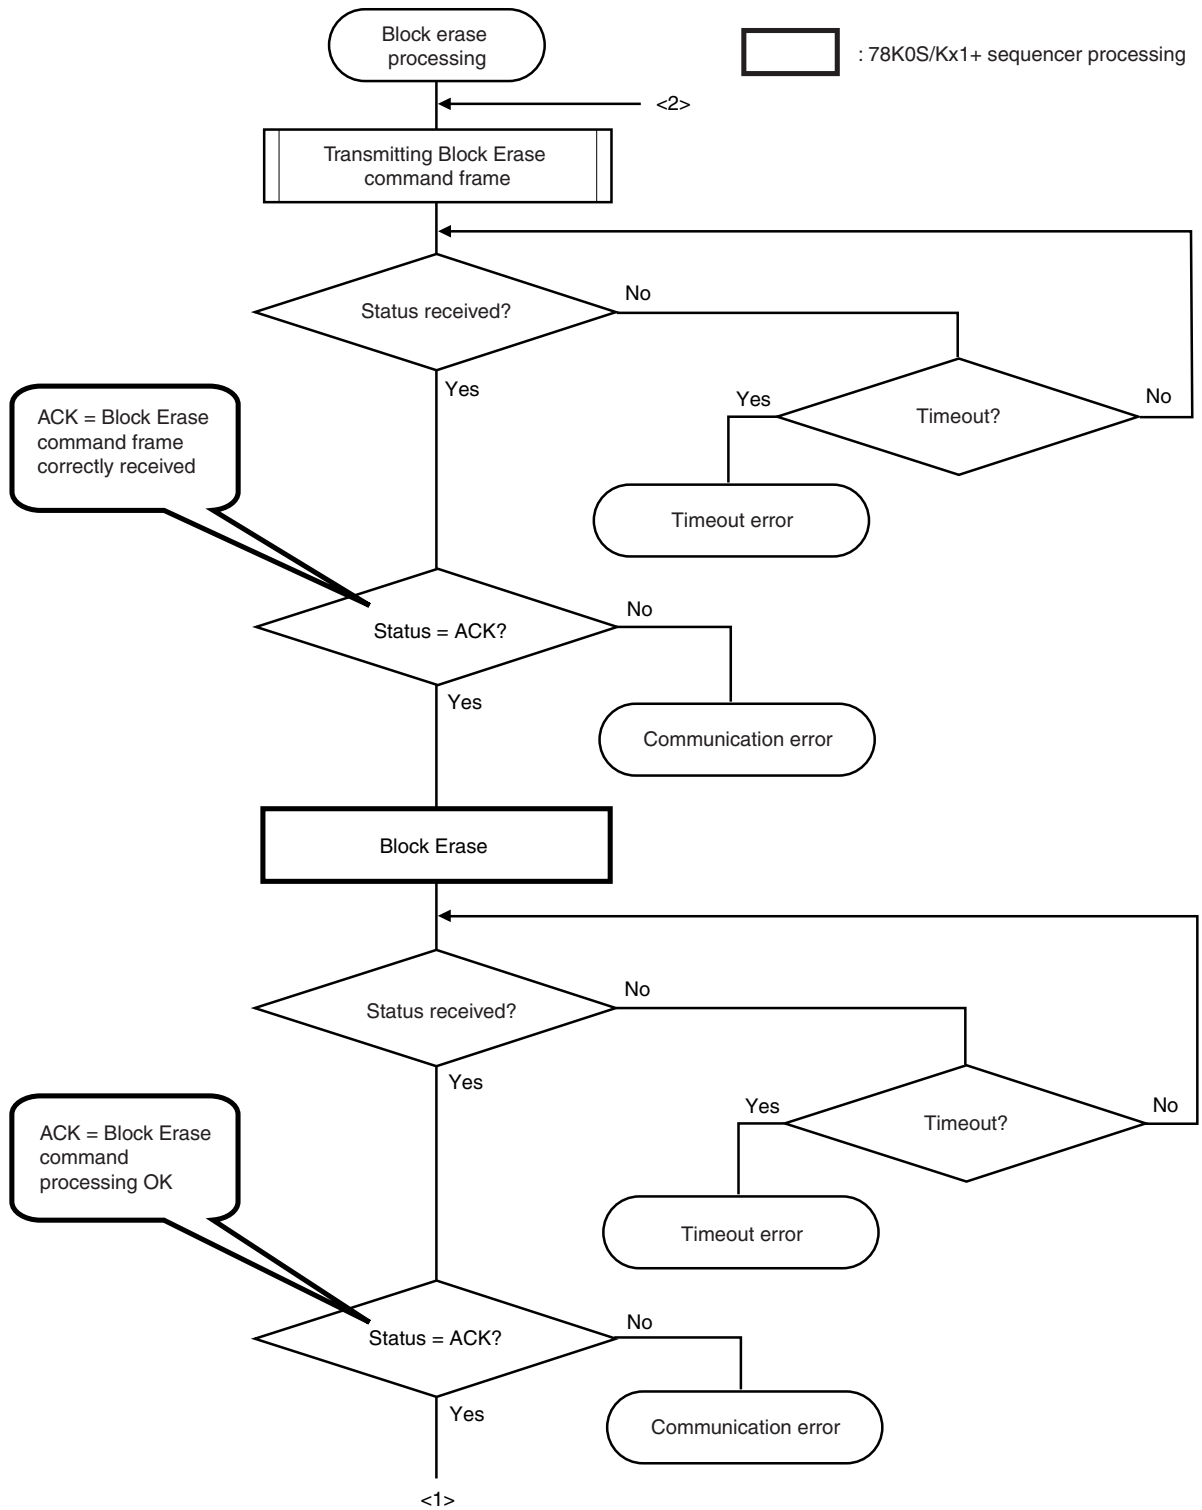 Block erase
processing
: 78K0S/Kx1+ sequencer processing
<2>
Transmitting Block Erase
command frame
Status received?
No
Yes
Timeout?
Yes
No
Timeout error
ACK = Block Erase
command frame
correctly received
Status = ACK?
No
Yes
Communication error
Block Erase
Status received?
No
Yes
Timeout?
Yes
No
Timeout error
ACK = Block Erase
command
processing OK
Status = ACK?
No
Yes
Communication error
<1>